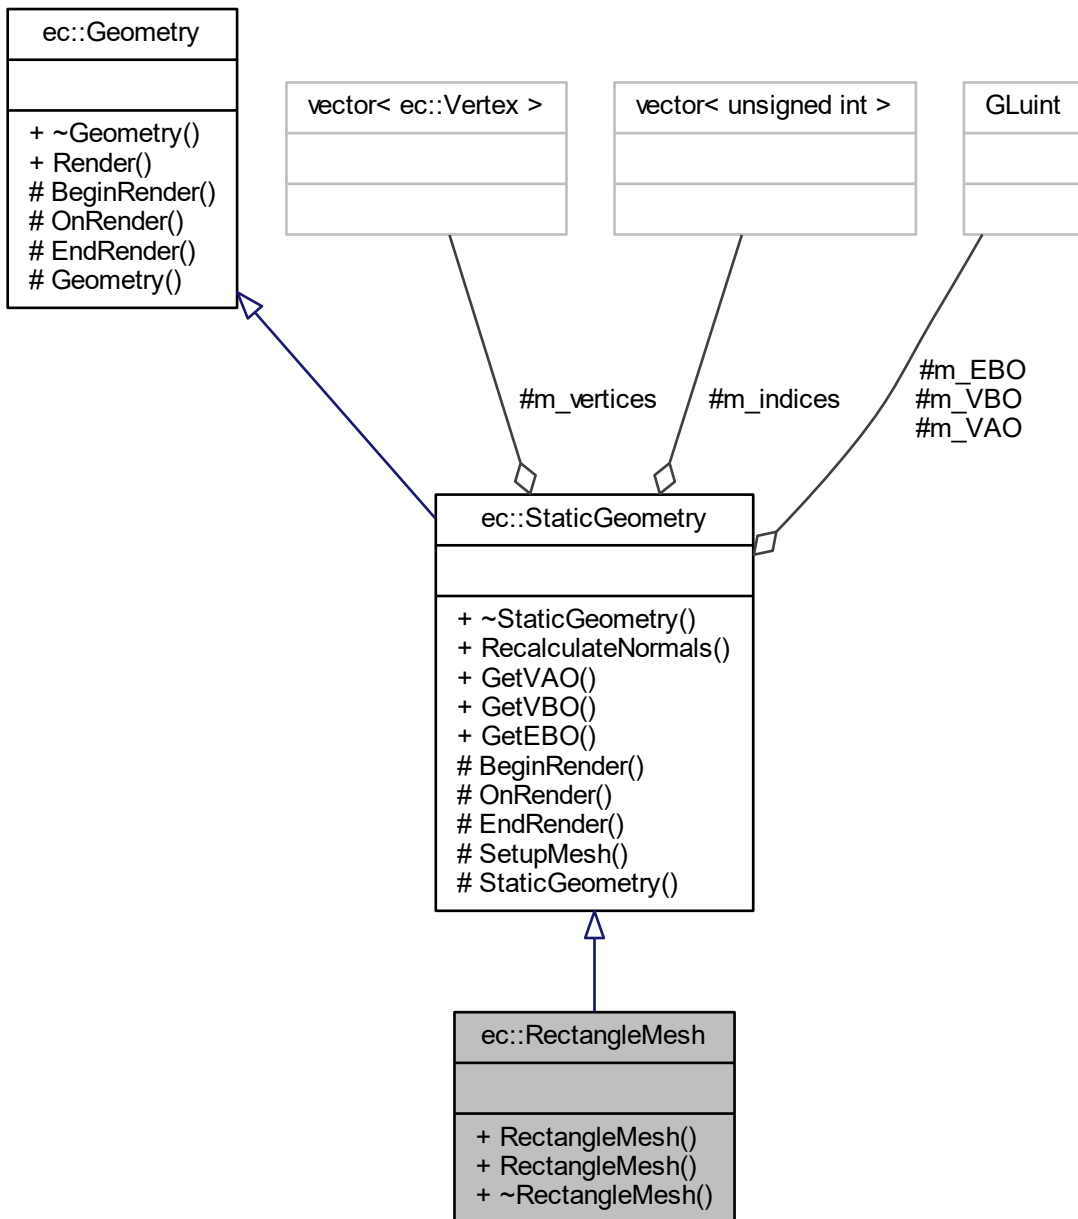 ec::Geometry
+ ~Geometry()
+ Render()
# BeginRender()
# OnRender()
# EndRender()
# Geometry()
vector< ec::Vertex >
vector< unsigned int >
GLuint
#m_vertices
#m_indices
#m_EBO
#m_VBO
#m_VAO
ec::StaticGeometry
+ ~StaticGeometry()
+ RecalculateNormals()
+ GetVAO()
+ GetVBO()
+ GetEBO()
# BeginRender()
# OnRender()
# EndRender()
# SetupMesh()
# StaticGeometry()
ec::RectangleMesh
+ RectangleMesh()
+ RectangleMesh()
+ ~RectangleMesh()